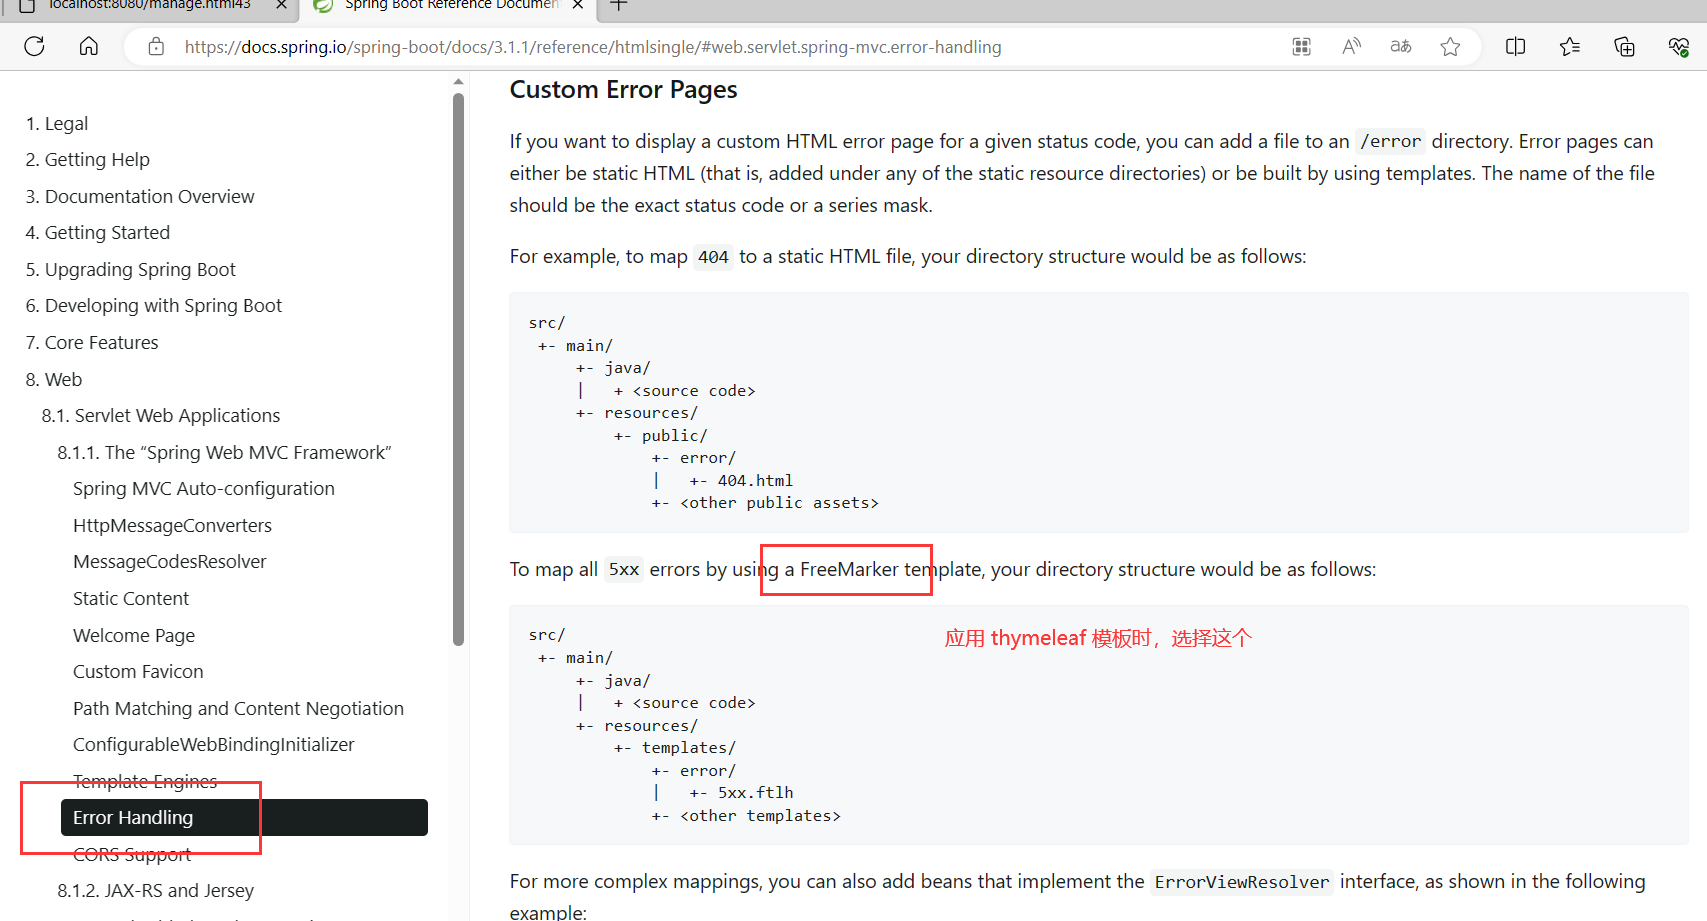 localhost:8080/manage.html43
Spring Boot Reference Documen
https://docs.spring.io/spring-boot/docs/3.1.1/reference/htmlsingle/#web.servlet.spring-mvc.error-handling
1. Legal
2. Getting Help
3. Documentation Overview
4. Getting Started
5. Upgrading Spring Boot
6. Developing with Spring Boot
7. Core Features
8. Web
8.1. Servlet Web Applications
8.1.1. The “Spring Web MVC Framework”
Spring MVC Auto-configuration
HttpMessageConverters
MessageCodesResolver
Static Content
Welcome Page
Custom Favicon
Path Matching and Content Negotiation
ConfigurableWebBindingInitializer
Template Engines
Error Handling
CORS Support
8.1.2. JAX-RS and Jersey
Custom Error Pages
If you want to display a custom HTML error page for a given status code, you can add a file to an /error directory. Error pages can
either be static HTML (that is, added under any of the static resource directories) or be built by using templates. The name of the file
should be the exact status code or a series mask.
For example, to map 404 to a static HTML file, your directory structure would be as follows:
src/
+- main/
+- java/
|   + <source code>
+- resources/
+- public/
+- error/
|   +- 404.html
+- <other public assets>
To map all 5xx errors by using a FreeMarker template, your directory structure would be as follows:
应用 thymeleaf 模板时，选择这个
src/
+- main/
+- java/
|   + <source code>
+- resources/
+- templates/
+- error/
|   +- 5xx.ftlh
+- <other templates>
For more complex mappings, you can also add beans that implement the ErrorViewResolver interface, as shown in the following
example: